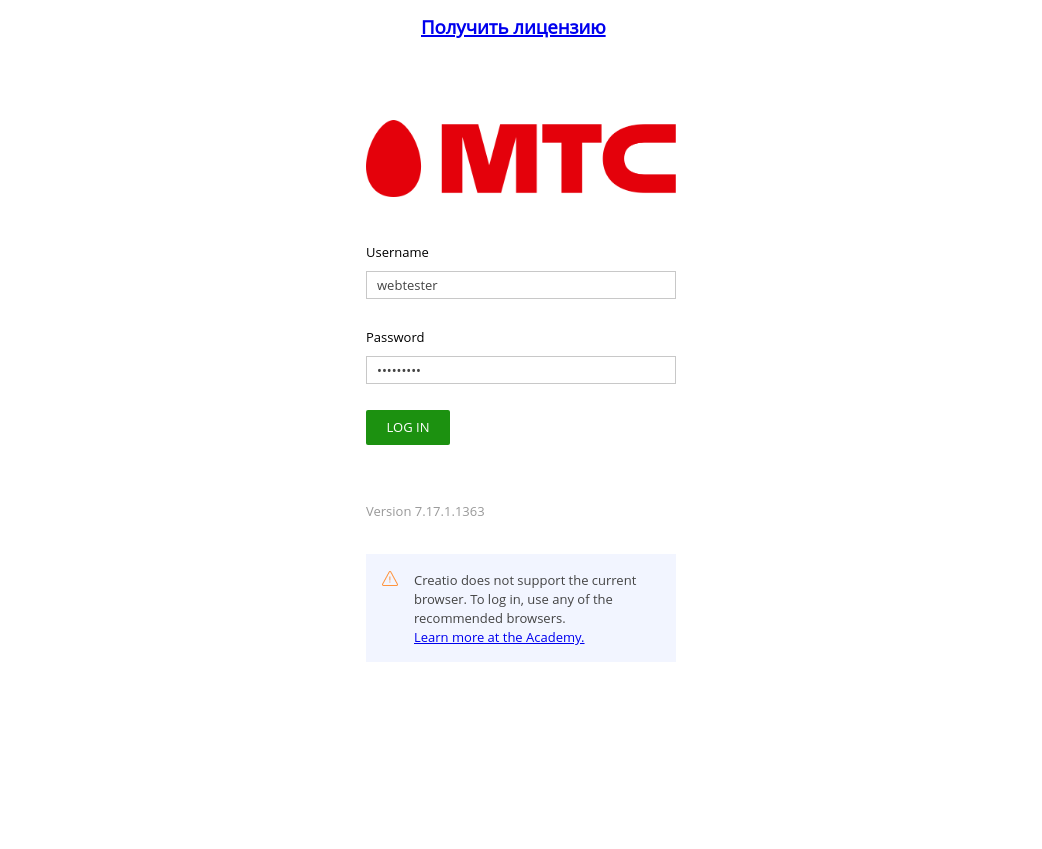 Получить лицензию
МТС
Username
webtester
Password
•••••••••
LOG IN
Version 7.17.1.1363
Creatio does not support the current
browser. To log in, use any of the
recommended browsers.
Learn more at the Academy.